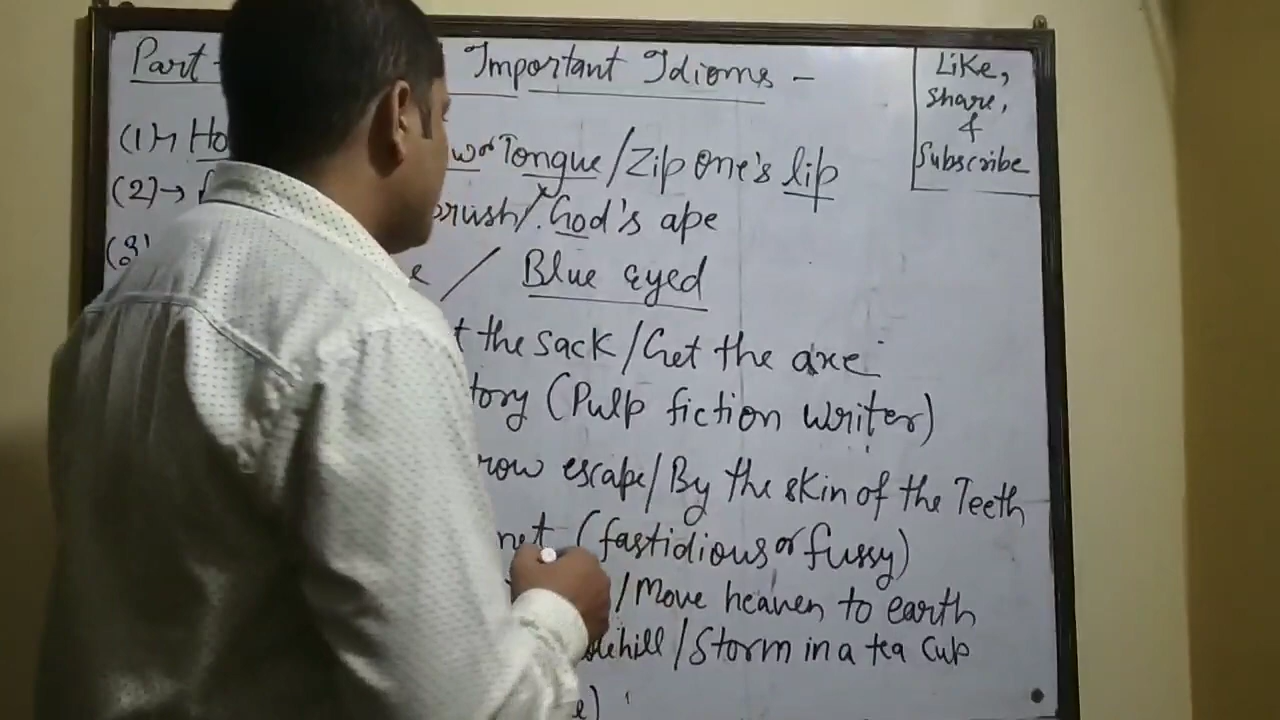 Part - Important Idioms -
Like,
Share,
&
Subscribe
(1)→ Ho w or Tongue / Zip one's lip
(2)→ brush / God's ape
(3) e / Blue eyed
t the sack / Get the axe
tory (Pulp fiction writer)
row escape / By the skin of the Teeth
net (fastidious or fussy)
/ Move heaven to earth
olehill / Storm in a tea cup
e)